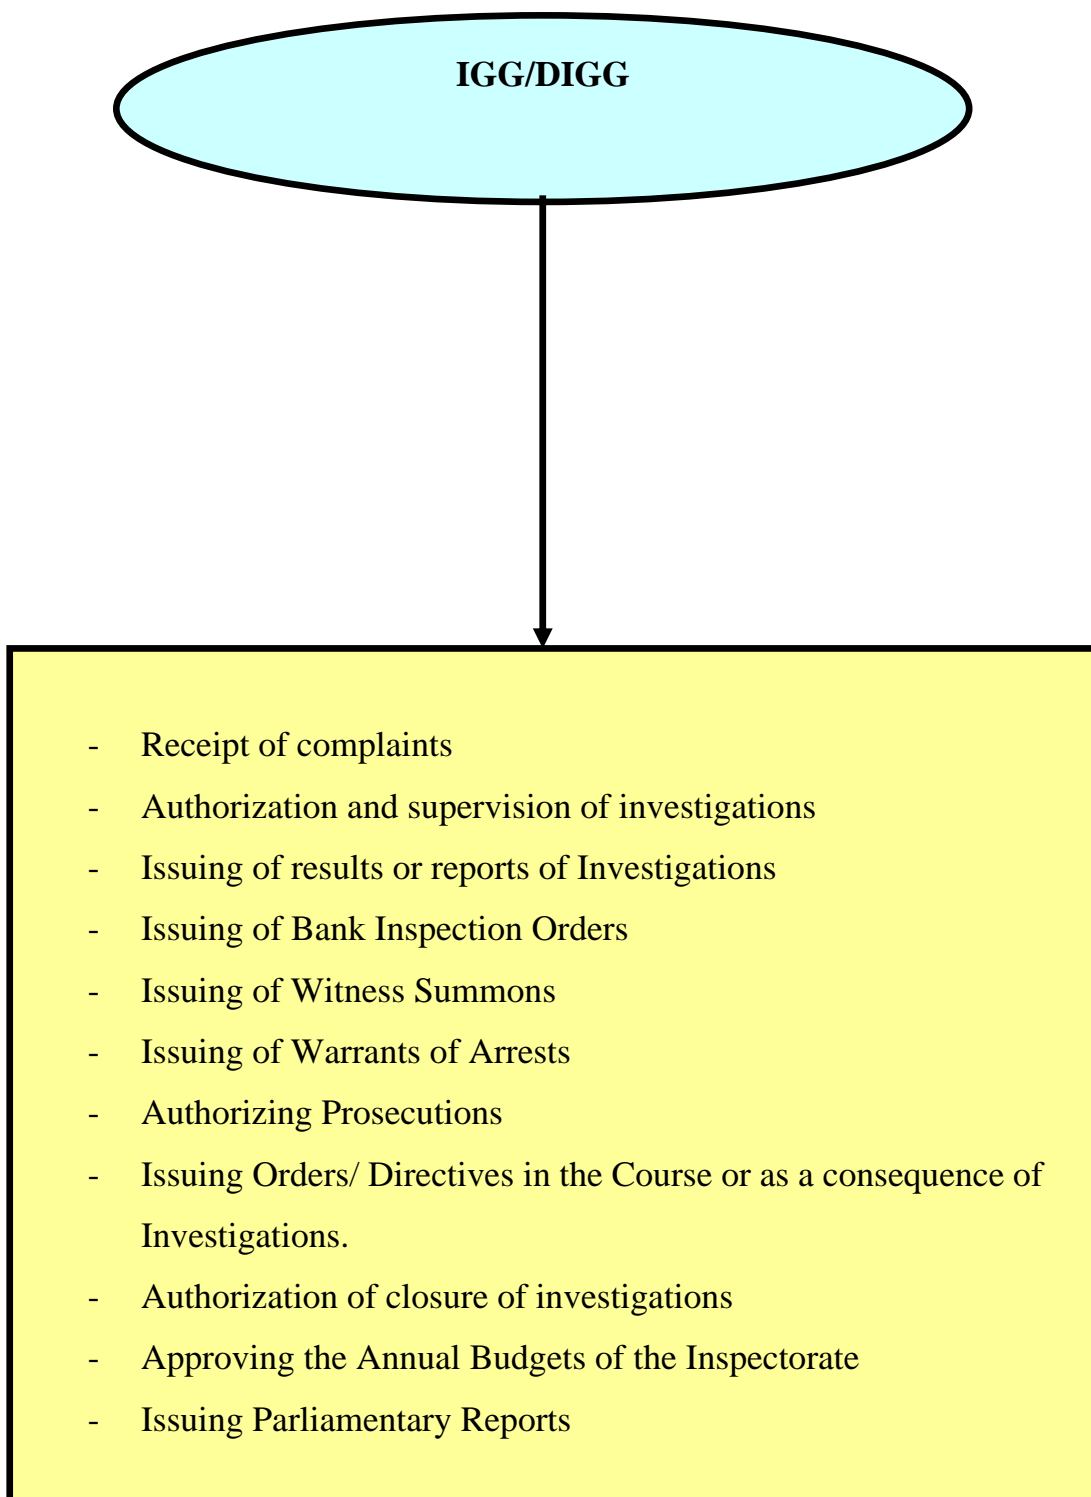 IGG/DIGG
- Receipt of complaints
- Authorization and supervision of investigations
- Issuing of results or reports of Investigations
- Issuing of Bank Inspection Orders
- Issuing of Witness Summons
- Issuing of Warrants of Arrests
- Authorizing Prosecutions
- Issuing Orders/ Directives in the Course or as a consequence of
Investigations.
- Authorization of closure of investigations
- Approving the Annual Budgets of the Inspectorate
- Issuing Parliamentary Reports